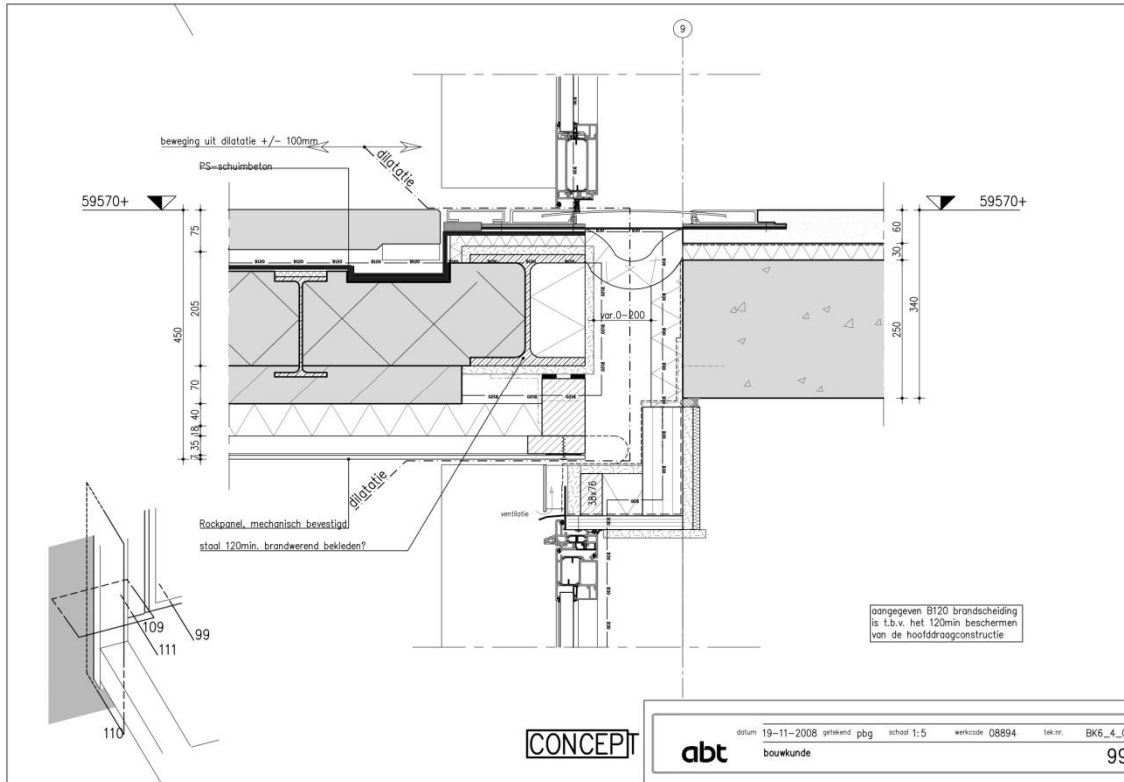 9
beweging uit dilatatie +/- 100mm
dilatatie
PS-schuimbeton
59570+
59570+
75
205
450
70
40
18
35
7
60
30
340
250
B120
var.0-200
dilatatie
38x76
ventilatie
Rockpanel, mechanisch bevestigd
staal 120min. brandwerend bekleden?
109
111
99
110
aangegeven B120 brandscheiding
is t.b.v. het 120min beschermen
van de hoofddraagconstructie
CONCEPT
abt
datum 19-11-2008 getekend pbg schaal 1:5 werkcode 08894 tek.nr. BK6_4_0
bouwkunde
99